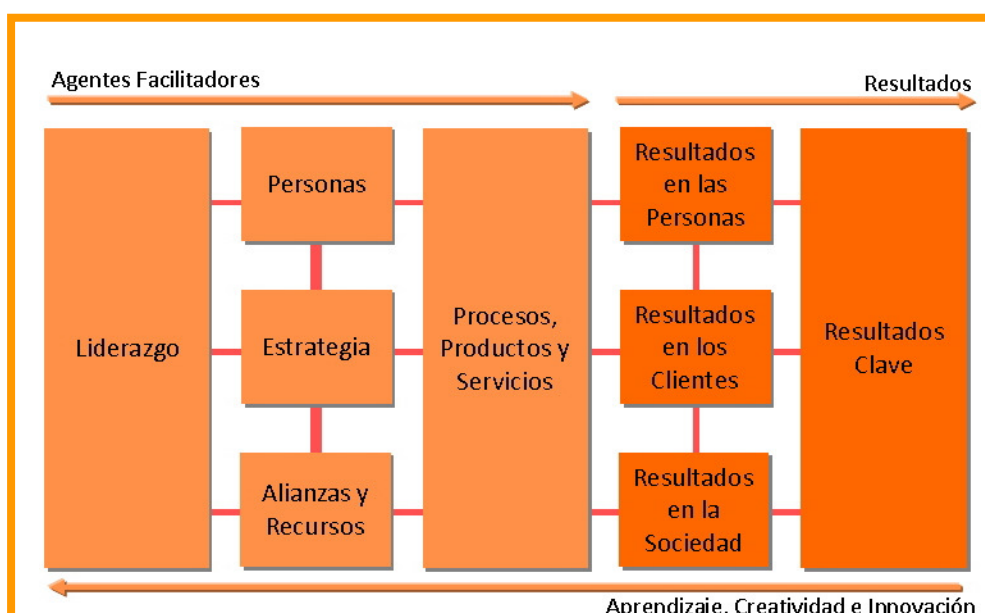 Agentes Facilitadores
Resultados
Liderazgo
Personas
Estrategia
Alianzas y
Recursos
Procesos,
Productos y
Servicios
Resultados
en las
Personas
Resultados
en los
Clientes
Resultados
en la
Sociedad
Resultados
Clave
Aprendizaje, Creatividad e Innovación